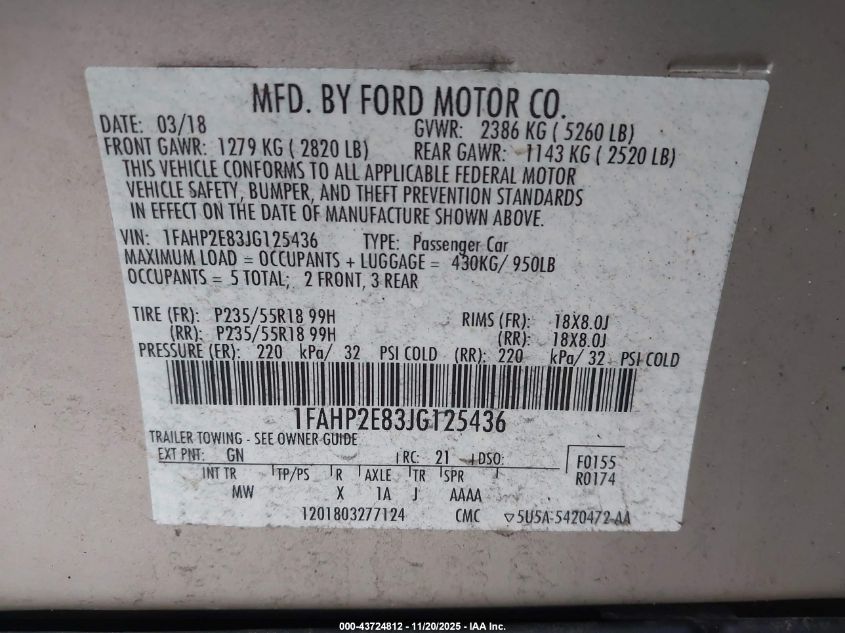 MFD. BY FORD MOTOR CO.
DATE: 03/18 GVWR: 2386 KG ( 5260 LB)
FRONT GAWR: 1279 KG ( 2820 LB) REAR GAWR: 1143 KG ( 2520 LB)
THIS VEHICLE CONFORMS TO ALL APPLICABLE FEDERAL MOTOR
VEHICLE SAFETY, BUMPER, AND THEFT PREVENTION STANDARDS
IN EFFECT ON THE DATE OF MANUFACTURE SHOWN ABOVE.
VIN: 1FAHP2E83JG125436 TYPE: Passenger Car
MAXIMUM LOAD = OCCUPANTS + LUGGAGE = 430KG/ 950LB
OCCUPANTS = 5 TOTAL; 2 FRONT, 3 REAR
TIRE (FR): P235/55R18 99H RIMS (FR): 18X8.0J
(RR): P235/55R18 99H (RR): 18X8.0J
PRESSURE (FR): 220 kPa/ 32 PSI COLD (RR): 220 kPa/ 32 PSI COLD
1FAHP2E83JG125436
TRAILER TOWING - SEE OWNER GUIDE
EXT PNT: GN RC: 21 DSO: F0155
INT TR TP/PS R AXLE TR SPR R0174
MW X 1A J AAAA
1201803277124 CMC ▽5U5A-5420472-AA
000-43724812 - 11/20/2025 - IAA Inc.